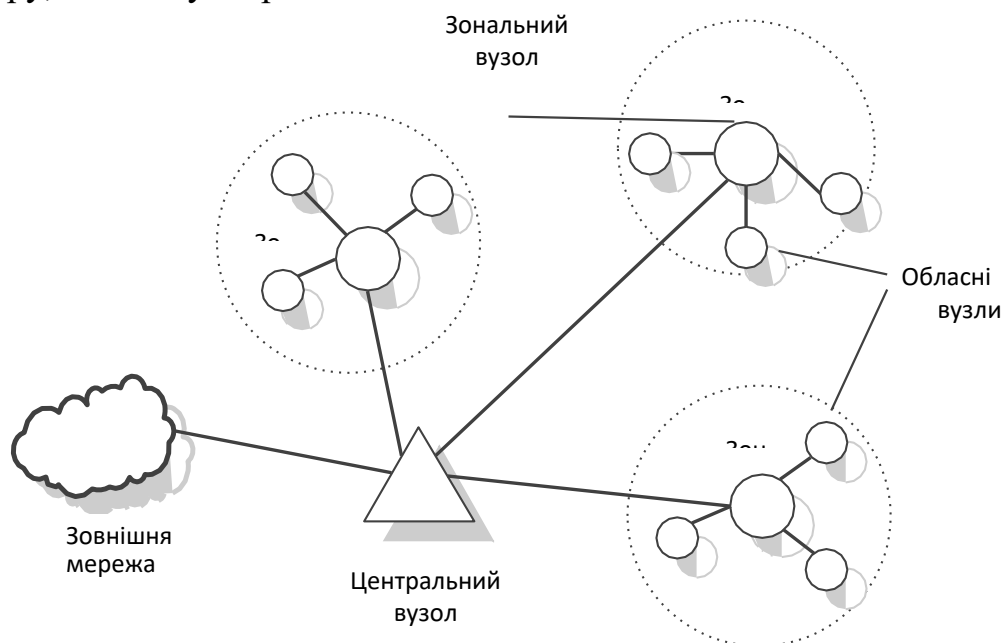 Зональний
вузол
Обласні
вузли
Зовнішня
мережа
Центральний
вузол